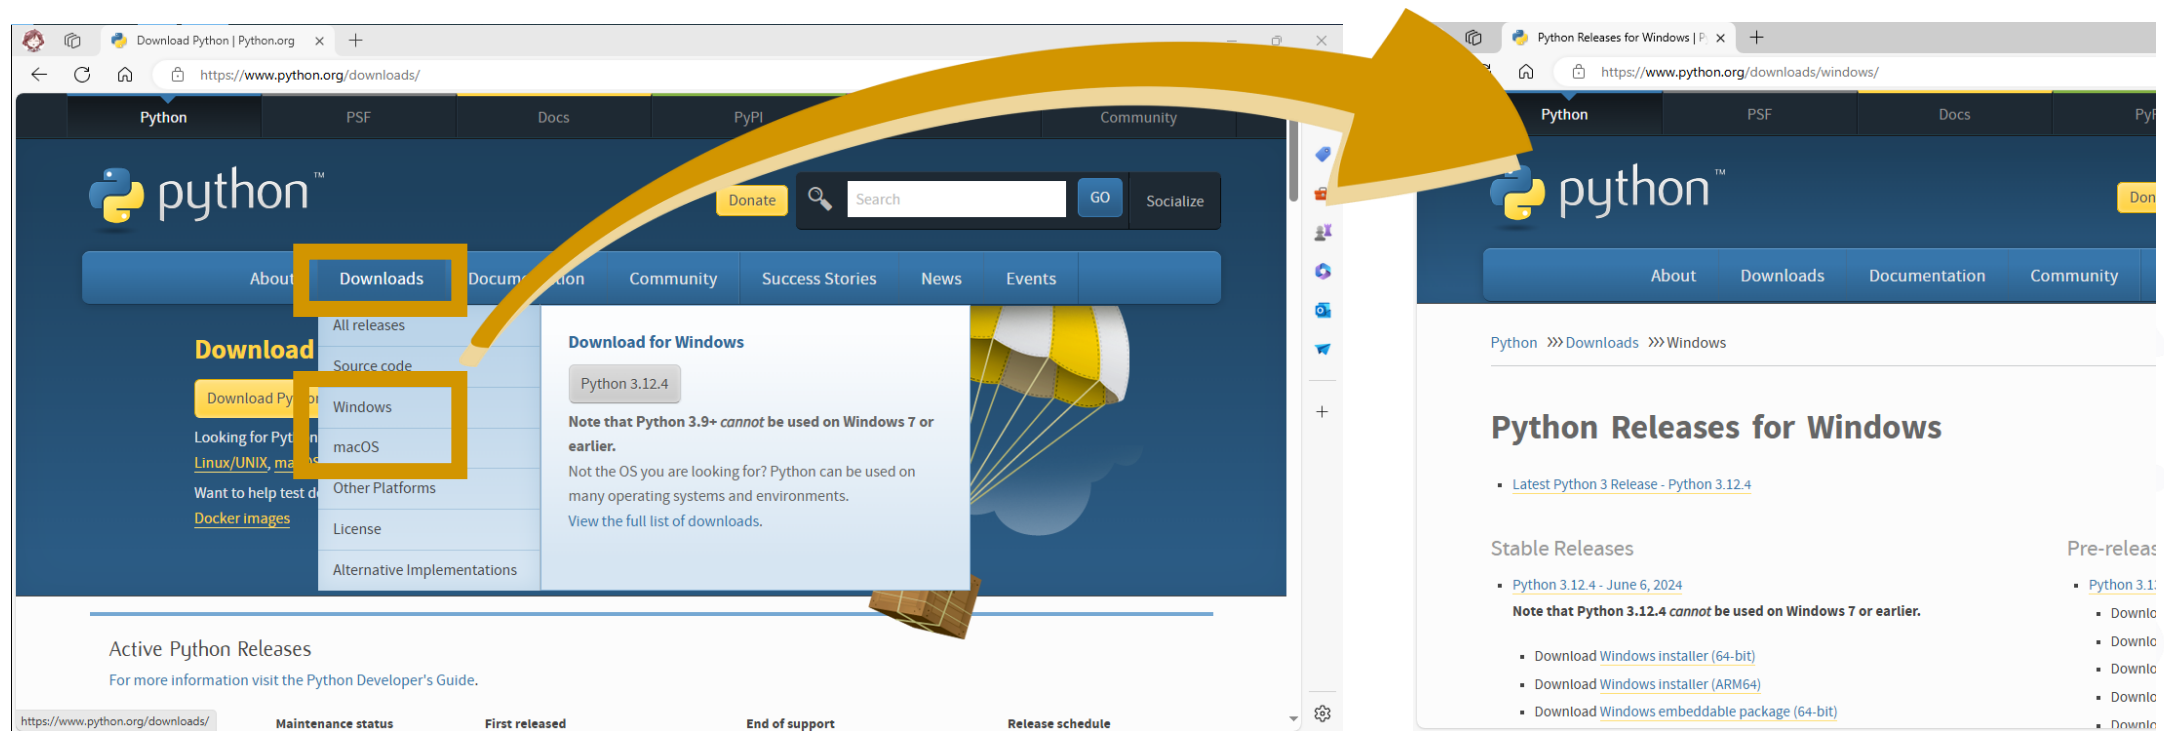 Download Python | Python.org
https://www.python.org/downloads/
Python PSF Docs PyPI Community
python™
Donate Search GO Socialize
About Downloads Documentation Community Success Stories News Events
All releases
Source code
Windows
macOS
Other Platforms
License
Alternative Implementations
Download for Windows
Python 3.12.4
Note that Python 3.9+ cannot be used on Windows 7 or
earlier.
Not the OS you are looking for? Python can be used on
many operating systems and environments.
View the full list of downloads.
Download
Download
Looking for
Linux/UNIX,
Want to help test
Docker images
Active Python Releases
For more information visit the Python Developer's Guide.
https://www.python.org/downloads/
Maintenance status First released End of support Release schedule
Python Releases for Windows |
https://www.python.org/downloads/windows/
Python PSF Docs
python™
About Downloads Documentation Community
Python >>> Downloads >>> Windows
Python Releases for Windows
Latest Python 3 Release - Python 3.12.4
Stable Releases
Python 3.12.4 - June 6, 2024
Note that Python 3.12.4 cannot be used on Windows 7 or earlier.
Download Windows installer (64-bit)
Download Windows installer (ARM64)
Download Windows embeddable package (64-bit)
Python